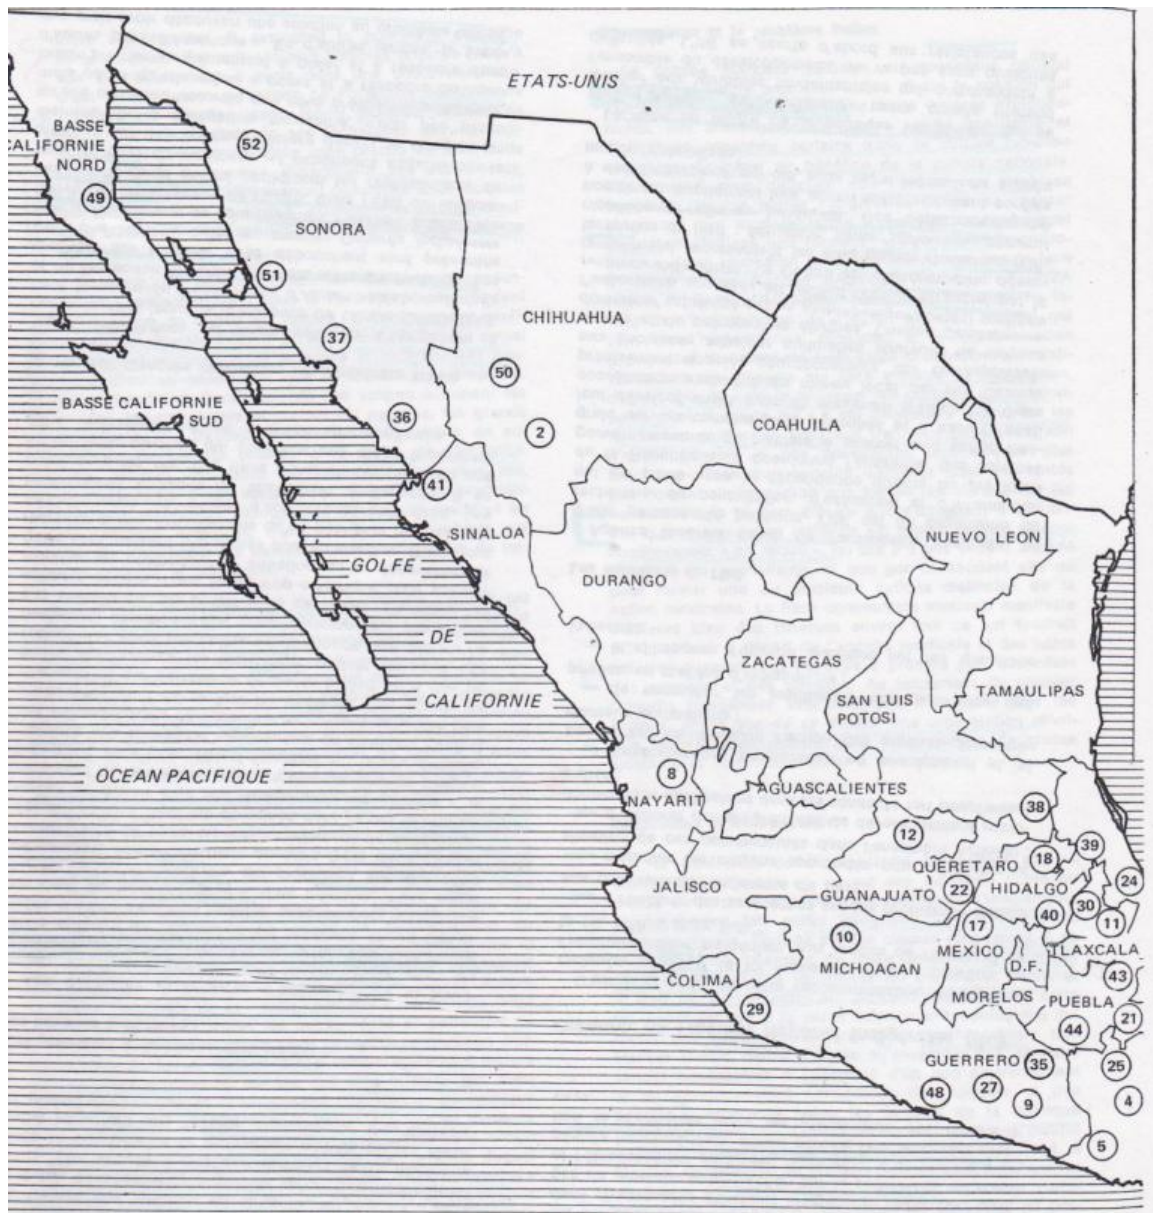 ETATS-UNIS
BASSE
CALIFORNIE
NORD
52
49
SONORA
51
CHIHUAHUA
37
50
BASSE CALIFORNIE
SUD
36
2
COAHUILA
41
SINALOA
NUEVO LEON
GOLFE
DURANGO
DE
ZACATEGAS
CALIFORNIE
SAN LUIS
POTOSI
TAMAULIPAS
OCEAN PACIFIQUE
8
NAYARIT
AGUASCALIENTES
38
12
39
18
QUERETARO
24
JALISCO
GUANAJUATO
22
HIDALGO
30
40
11
10
17
MICHOACAN
MEXICO
TLAXCALA
D.F.
COLIMA
43
MORELOS
PUEBLA
29
21
44
GUERRERO
35
25
48
27
9
4
5